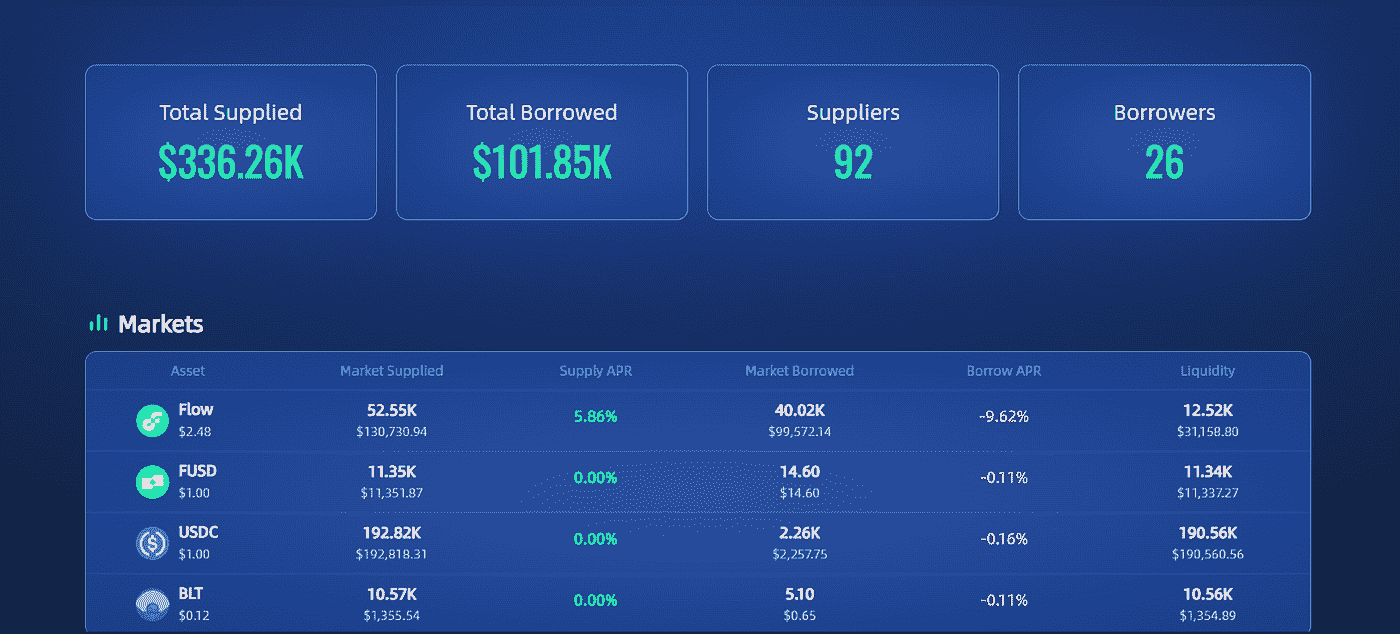 Total Supplied Total Borrowed Suppliers Borrowers
$336.26K $101.85K 92 26
Markets
Asset Market Supplied Supply APR Market Borrowed Borrow APR Liquidity
Flow 52.55K 5.86% 40.02K -9.62% 12.52K
$2.48 $130,730.94 $99,572.14 $31,158.80
FUSD 11.35K 0.00% 14.60 -0.11% 11.34K
$1.00 $11,351.87 $14.60 $11,337.27
USDC 192.82K 0.00% 2.26K -0.16% 190.56K
$1.00 $192,818.31 $2,257.75 $190,560.56
BLT 10.57K 0.00% 5.10 -0.11% 10.56K
$0.12 $1,355.54 $0.65 $1,354.89